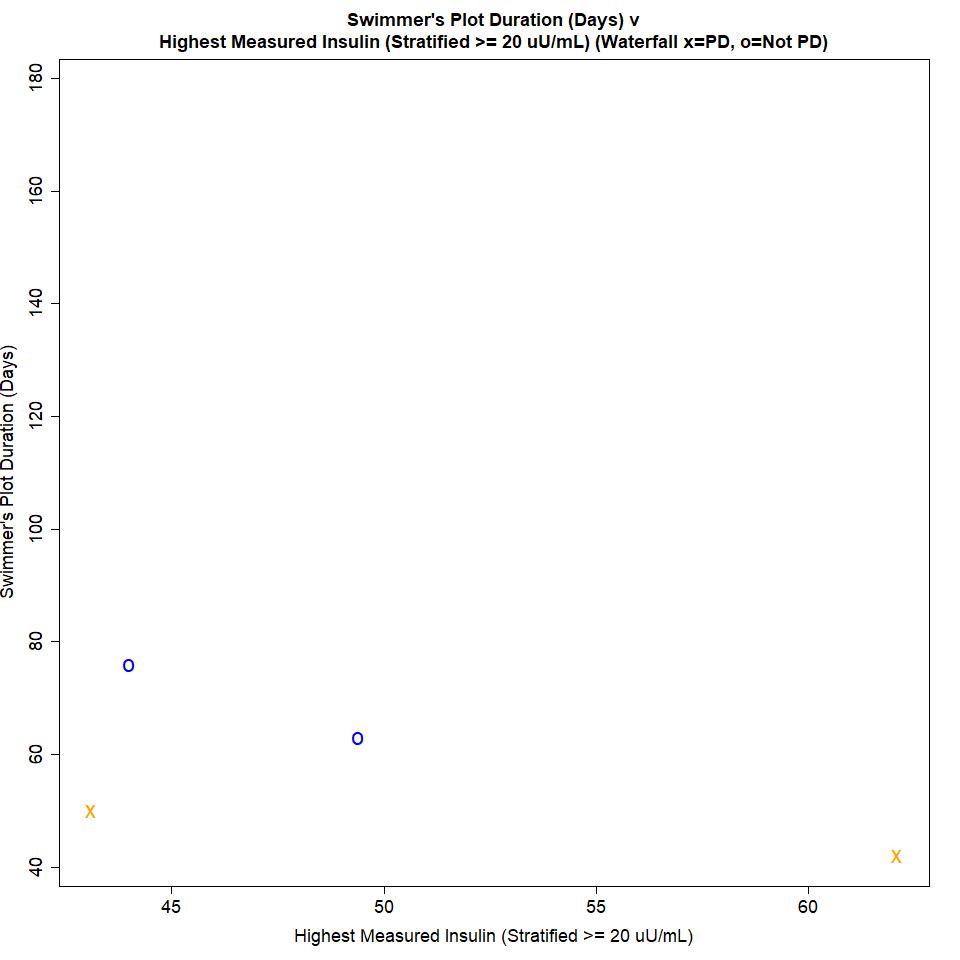 Swimmer's Plot Duration (Days) v
Highest Measured Insulin (Stratified >= 20 uU/mL) (Waterfall x=PD, o=Not PD)
180
160
140
120
100
80
60
40
Swimmer's Plot Duration (Days)
o
o
x
x
45
50
55
60
Highest Measured Insulin (Stratified >= 20 uU/mL)